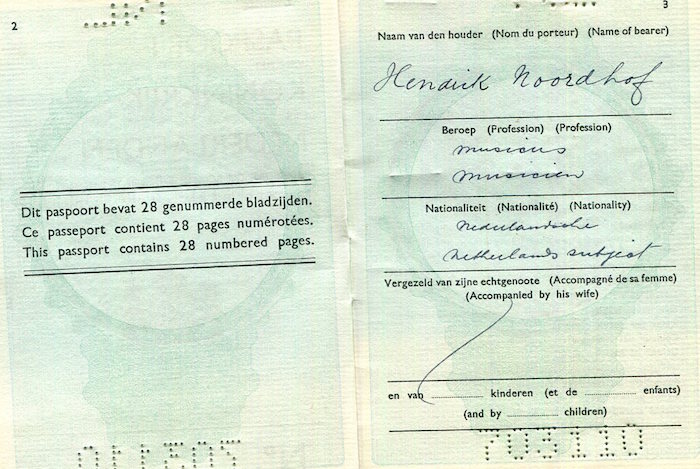 2
Dit paspoort bevat 28 genummerde bladzijden.
Ce passeport contient 28 pages numérotées.
This passport contains 28 numbered pages.
3
Naam van den houder (Nom du porteur) (Name of bearer)
Hendrik Noordhof
Beroep (Profession) (Profession)
musicus
musicien
Nationaliteit (Nationalité) (Nationality)
Nederlandsche
Netherlands subject
Vergezeld van zijne echtgenoote (Accompagné de sa femme)
(Accompanied by his wife)
en van ............ kinderen (et de ............ enfants)
(and by ............ children)